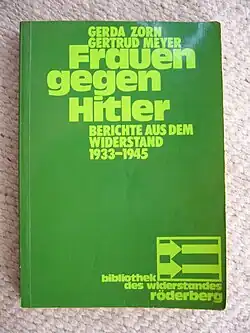 GERDA ZORN
GERTRUD MEYER
Frauen
gegen
Hitler
BERICHTE AUS DEM
WIDERSTAND
1933–1945
bibliothek
des widerstandes
röderberg